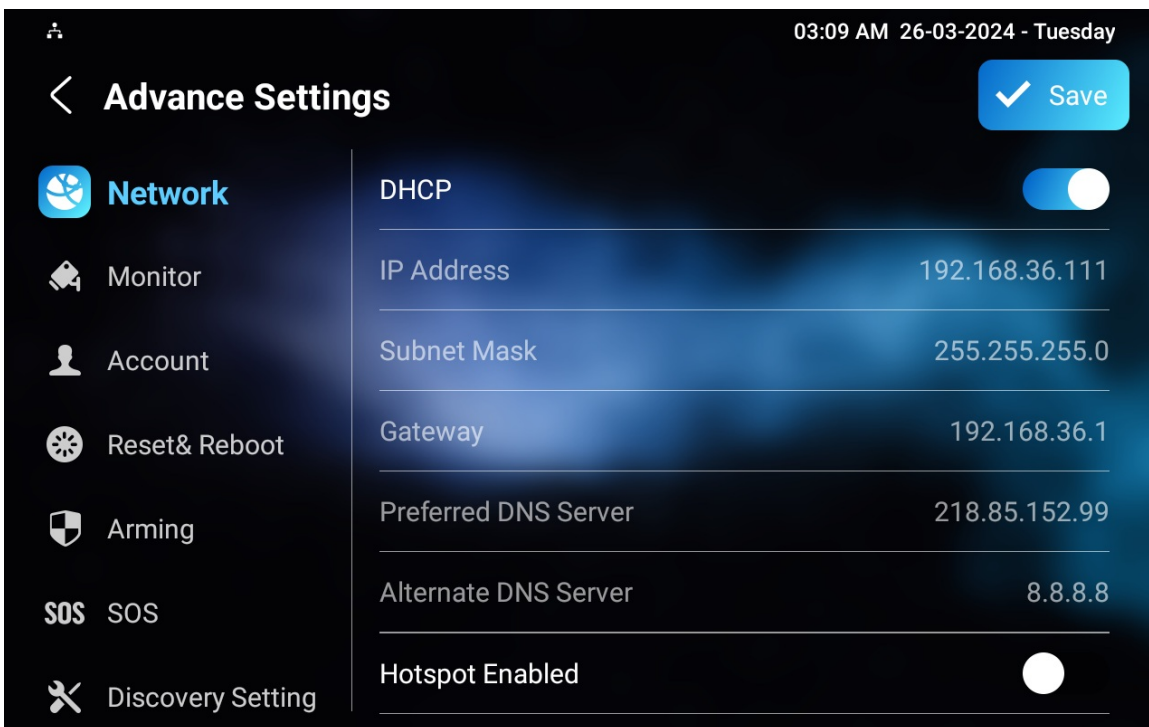 03:09 AM 26-03-2024 - Tuesday
Advance Settings
Save
Network
Monitor
Account
Reset& Reboot
Arming
SOS SOS
Discovery Setting
DHCP
IP Address 192.168.36.111
Subnet Mask 255.255.255.0
Gateway 192.168.36.1
Preferred DNS Server 218.85.152.99
Alternate DNS Server 8.8.8.8
Hotspot Enabled